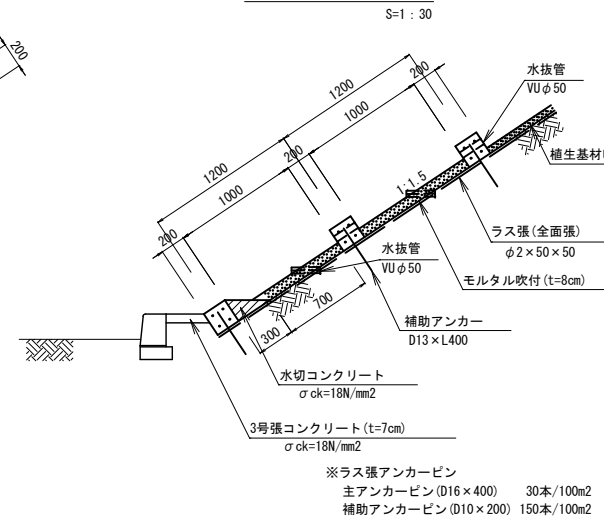 S=1：30
200
1200
200
1000
1200
200
1000
200
水抜管
VUφ50
植生基材
1:1.5
ラス張(全面張)
φ2×50×50
モルタル吹付(t=8cm)
水抜管
VUφ50
700
300
補助アンカー
D13×L400
水切コンクリート
σck=18N/mm2
3号張コンクリート(t=7cm)
σck=18N/mm2
※ラス張アンカーピン
主アンカーピン(D16×400) 30本/100m2
補助アンカーピン(D10×200) 150本/100m2